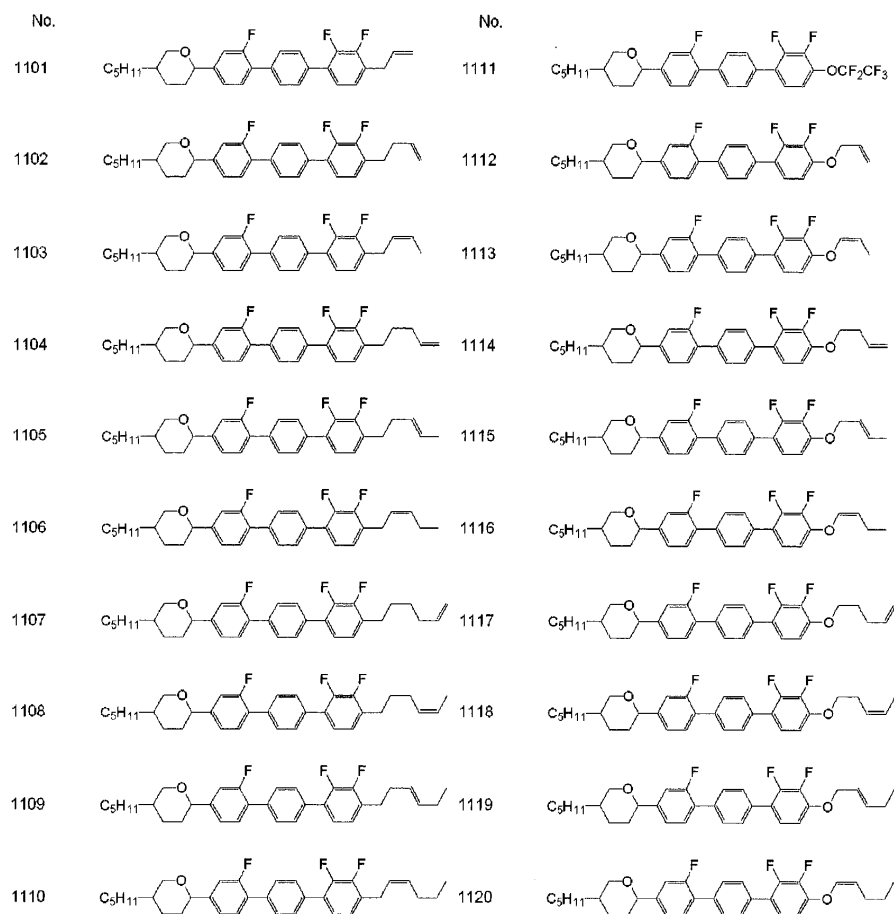 No. No.
F F F F F F
O O
1101 C5H11 1111 C5H11 OCF2CF3
F F F F F F
O O
1102 C5H11 1112 C5H11 O
F F F F F F
O O
1103 C5H11 1113 C5H11 O
F F F F F F
O O
1104 C5H11 1114 C5H11 O
F F F F F F
O O
1105 C5H11 1115 C5H11 O
F F F F F F
O O
1106 C5H11 1116 C5H11 O
F F F F F F
O O
1107 C5H11 1117 C5H11 O
F F F F F F
O O
1108 C5H11 1118 C5H11 O
F F F F F F
O O
1109 C5H11 1119 C5H11 O
F F F F F F
O O
1110 C5H11 1120 C5H11 O